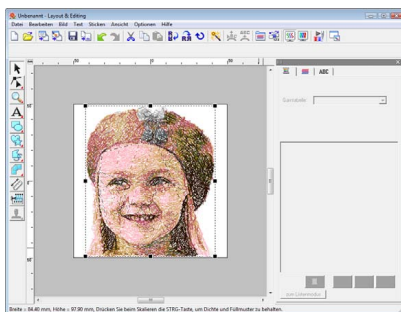 Unbenannt - Layout & Editing
Datei Bearbeiten Bild Text Sticken Ansicht Optionen Hilfe
ABC
A
Breite = 84.40 mm, Höhe = 97.90 mm, Drücken Sie beim Skalieren die STRG-Taste, um Dichte und Füllmuster zu behalten.